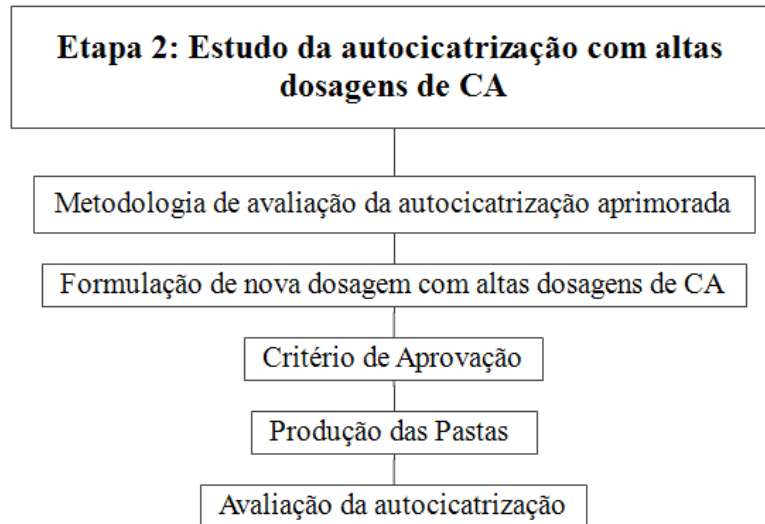 Etapa 2: Estudo da autocicatrização com altas
dosagens de CA
Metodologia de avaliação da autocicatrização aprimorada
Formulação de nova dosagem com altas dosagens de CA
Critério de Aprovação
Produção das Pastas
Avaliação da autocicatrização